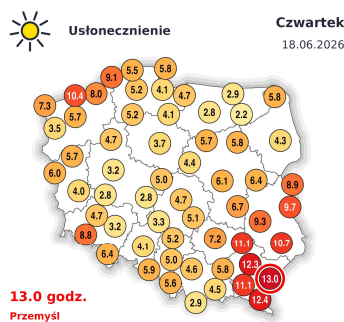 Usłonecznienie
Czwartek
18.06.2026
9.1 5.5 5.8
10.4 8.0 5.2 4.1 4.7 2.9 5.8
7.3 5.7 5.2 4.1 2.8 2.2
3.5 4.7 3.7 5.7 5.8 4.3
5.7 4.4
6.0 3.2 5.0 6.1 6.4 8.9
4.0 2.8 2.8 4.7 6.7 9.7
4.7 3.2 3.3 5.1 9.3
8.8 4.1 5.2 7.2 11.1 10.7
6.4 5.9 5.0 4.6 5.8 12.3 13.0
5.6 4.5 11.1
2.9 12.4
13.0 godz.
Przemyśl